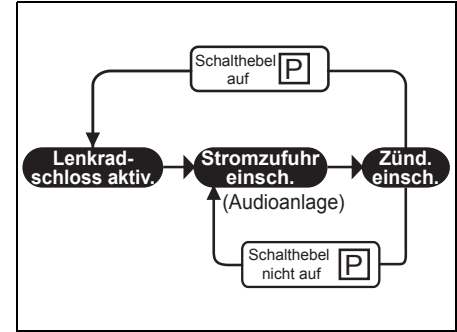 Schalthebel
auf P
Lenkrad-
schloss aktiv.
Stromzufuhr
einsch.
(Audioanlage)
Zünd.
einsch.
Schalthebel
nicht auf P